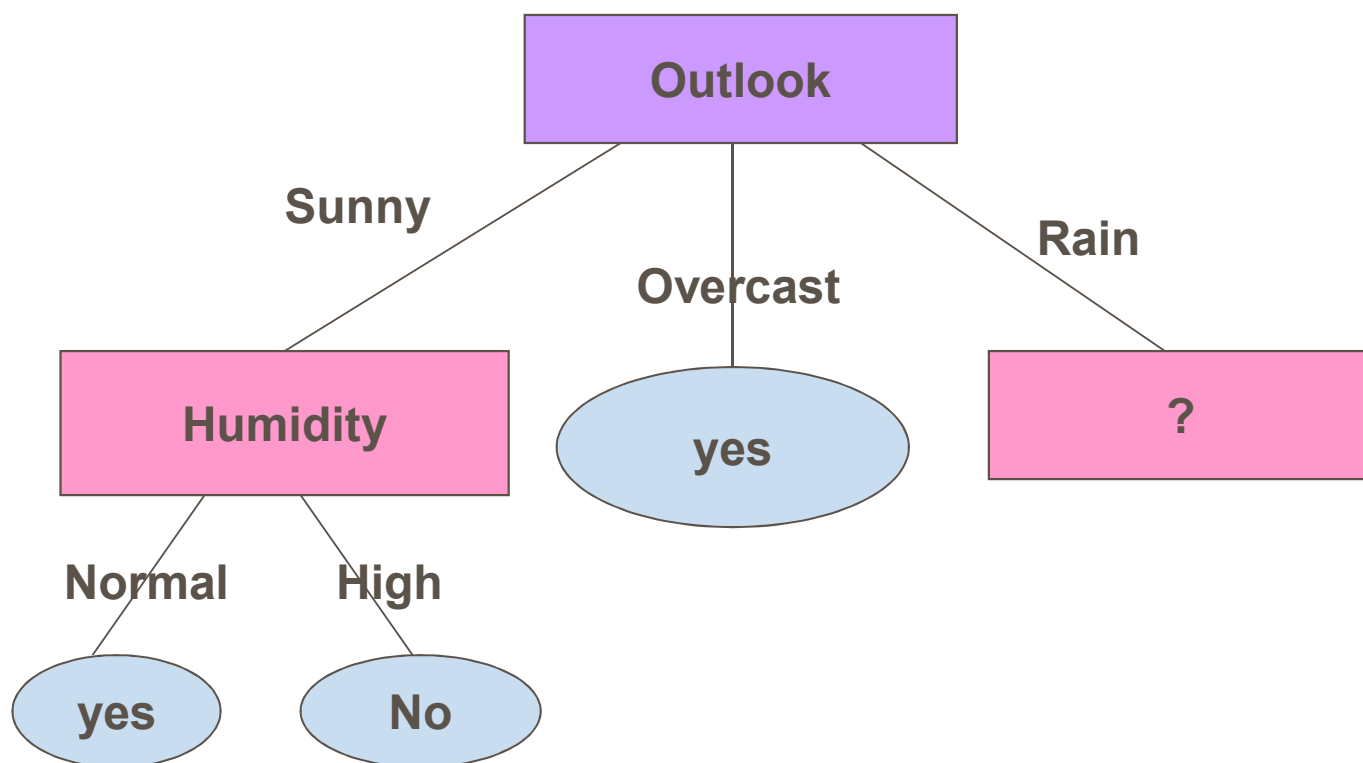 Outlook
Sunny
Rain
Overcast
Humidity
yes
?
Normal
High
yes
No